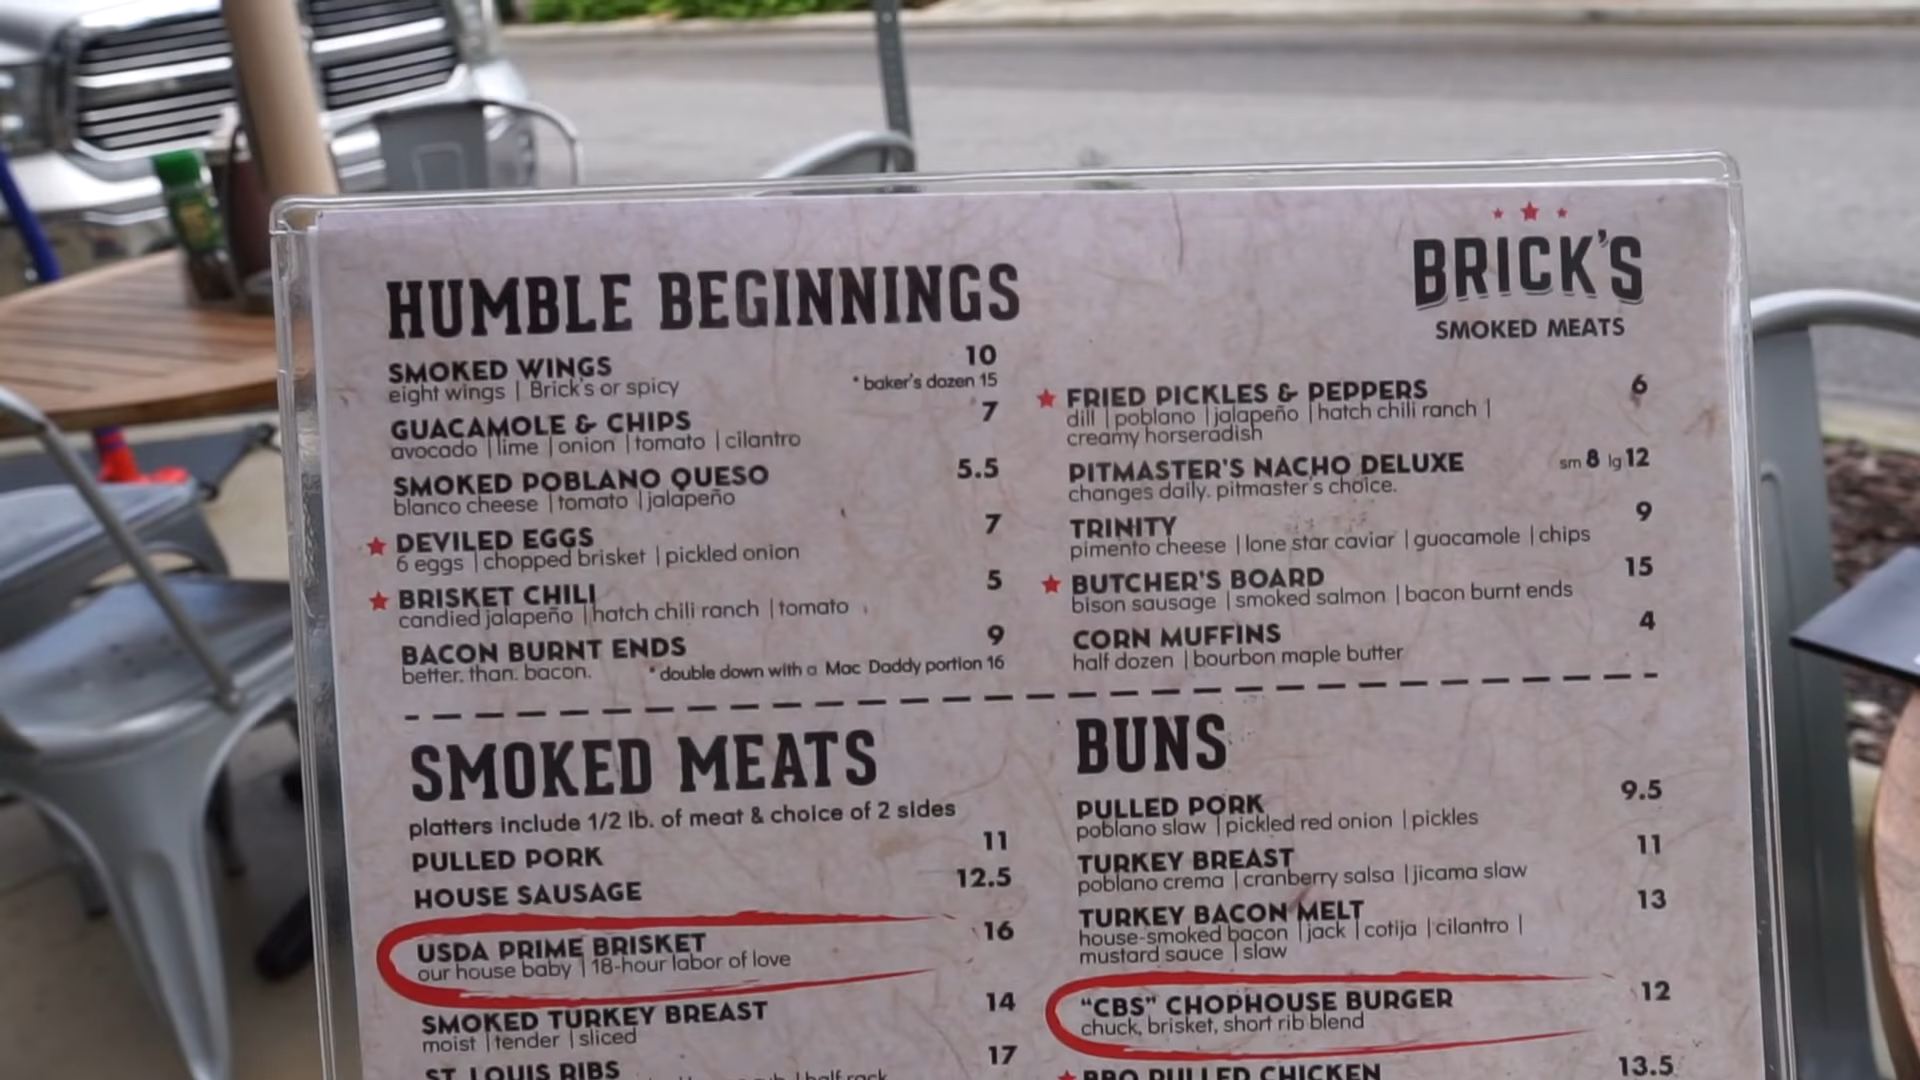 BRICK'S
SMOKED MEATS
HUMBLE BEGINNINGS
SMOKED WINGS 10
eight wings | Brick's or spicy * baker's dozen 15
GUACAMOLE & CHIPS 7
avocado | lime | onion | tomato | cilantro
SMOKED POBLANO QUESO 5.5
blanco cheese | tomato | jalapeño
DEVILED EGGS 7
6 eggs | chopped brisket | pickled onion
BRISKET CHILI 5
candied jalapeño | hatch chili ranch | tomato
BACON BURNT ENDS 9
better. than. bacon. * double down with a Mac Daddy portion 16
FRIED PICKLES & PEPPERS 6
dill | poblano | jalapeño | hatch chili ranch |
creamy horseradish
PITMASTER'S NACHO DELUXE sm 8 lg 12
changes daily. pitmaster's choice.
TRINITY 9
pimento cheese | lone star caviar | guacamole | chips
BUTCHER'S BOARD 15
bison sausage | smoked salmon | bacon burnt ends
CORN MUFFINS 4
half dozen | bourbon maple butter
SMOKED MEATS
platters include 1/2 lb. of meat & choice of 2 sides
PULLED PORK 11
HOUSE SAUSAGE 12.5
USDA PRIME BRISKET 16
our house baby | 18-hour labor of love
SMOKED TURKEY BREAST 14
moist | tender | sliced
ST. LOUIS RIBS 17
half rack
BUNS
PULLED PORK 9.5
poblano slaw | pickled red onion | pickles
TURKEY BREAST 11
poblano crema | cranberry salsa | jicama slaw
TURKEY BACON MELT 13
house-smoked bacon | jack | cotija | cilantro |
mustard sauce | slaw
"CBS" CHOPHOUSE BURGER 12
chuck, brisket, short rib blend
BBQ PULLED CHICKEN 13.5